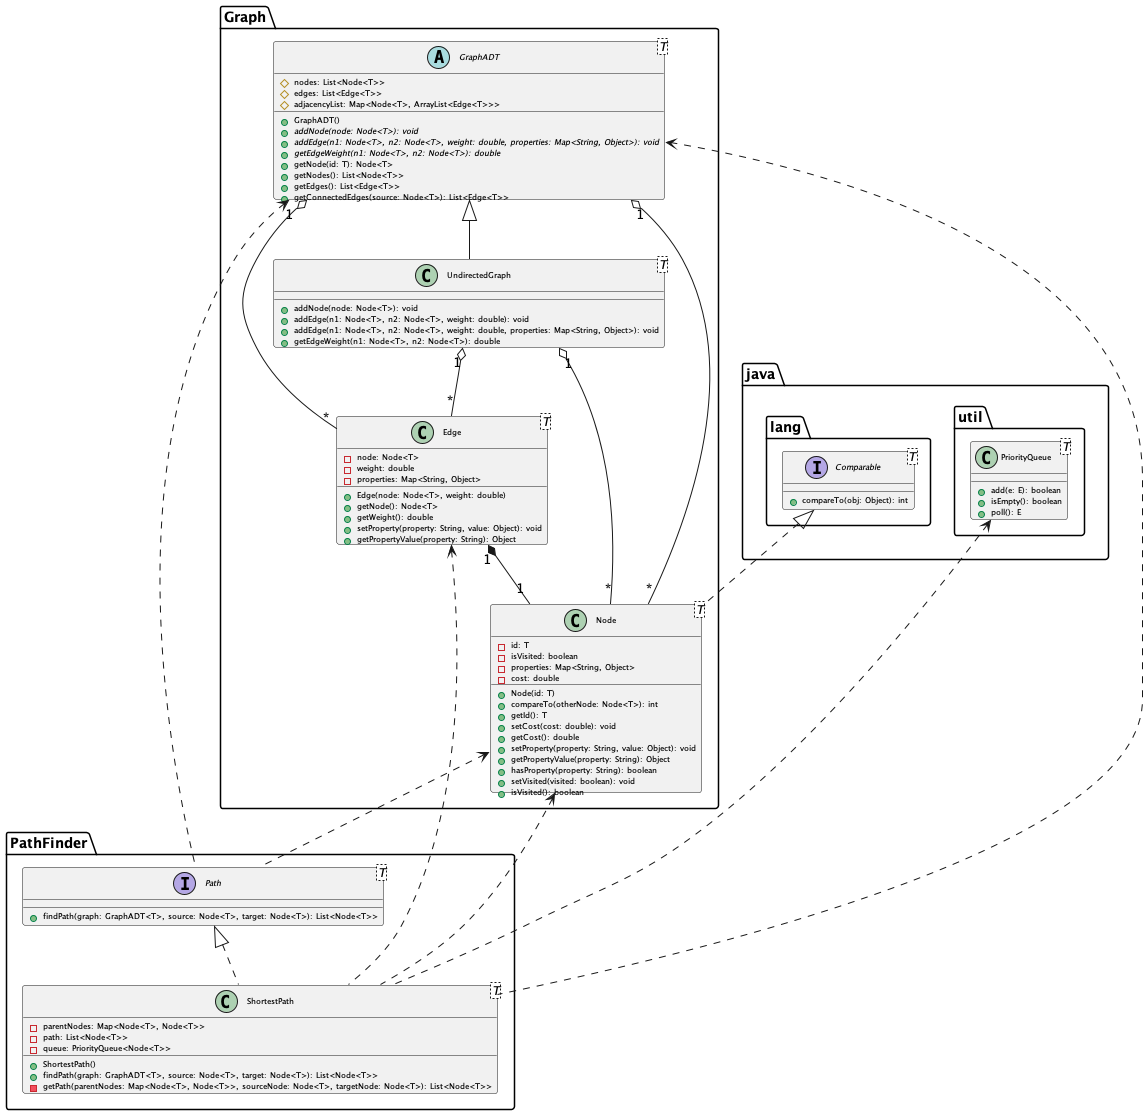 Graph
A GraphADT T
nodes: List<Node<T>>
edges: List<Edge<T>>
adjacencyList: Map<Node<T>, ArrayList<Edge<T>>>
GraphADT()
addNode(node: Node<T>): void
addEdge(n1: Node<T>, n2: Node<T>, weight: double, properties: Map<String, Object>): void
getEdgeWeight(n1: Node<T>, n2: Node<T>): double
getNode(id: T): Node<T>
getNodes(): List<Node<T>>
getEdges(): List<Edge<T>>
getConnectedEdges(source: Node<T>): List<Edge<T>>
1 1
C UndirectedGraph T
addNode(node: Node<T>): void
addEdge(n1: Node<T>, n2: Node<T>, weight: double): void
addEdge(n1: Node<T>, n2: Node<T>, weight: double, properties: Map<String, Object>): void
getEdgeWeight(n1: Node<T>, n2: Node<T>): double
1 1
* *
C Edge T
node: Node<T>
weight: double
properties: Map<String, Object>
Edge(node: Node<T>, weight: double)
getNode(): Node<T>
getWeight(): double
setProperty(property: String, value: Object): void
getPropertyValue(property: String): Object
1
1 * *
C Node T
id: T
isVisited: boolean
properties: Map<String, Object>
cost: double
Node(id: T)
compareTo(otherNode: Node<T>): int
getId(): T
setCost(cost: double): void
getCost(): double
setProperty(property: String, value: Object): void
getPropertyValue(property: String): Object
hasProperty(property: String): boolean
setVisited(visited: boolean): void
isVisited(): boolean
java
lang
I Comparable T
compareTo(obj: Object): int
util
C PriorityQueue T
add(e: E): boolean
isEmpty(): boolean
poll(): E
PathFinder
I Path T
findPath(graph: GraphADT<T>, source: Node<T>, target: Node<T>): List<Node<T>>
C ShortestPath T
parentNodes: Map<Node<T>, Node<T>>
path: List<Node<T>>
queue: PriorityQueue<Node<T>>
ShortestPath()
findPath(graph: GraphADT<T>, source: Node<T>, target: Node<T>): List<Node<T>>
getPath(parentNodes: Map<Node<T>, Node<T>>, sourceNode: Node<T>, targetNode: Node<T>): List<Node<T>>